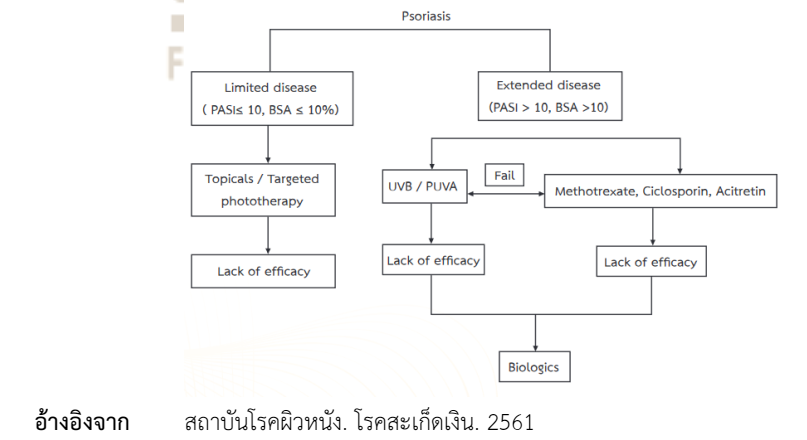 Psoriasis
Limited disease
( PASI≤ 10, BSA ≤ 10%)
Extended disease
(PASI > 10, BSA >10)
Topicals / Targeted
phototherapy
UVB / PUVA
Fail
Methotrexate, Ciclosporin, Acitretin
Lack of efficacy
Lack of efficacy
Lack of efficacy
Biologics
อ้างอิงจาก สถาบันโรคผิวหนัง. โรคสะเก็ดเงิน. 2561